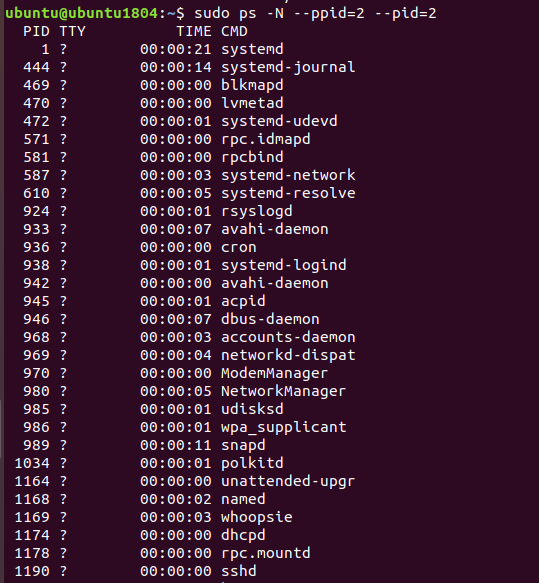 ubuntu@ubuntu1804:~$ sudo ps -N --ppid=2 --pid=2
PID TTY TIME CMD
1 ? 00:00:21 systemd
444 ? 00:00:14 systemd-journal
469 ? 00:00:00 blkmapd
470 ? 00:00:00 lvmetad
472 ? 00:00:01 systemd-udevd
571 ? 00:00:00 rpc.idmapd
581 ? 00:00:00 rpcbind
587 ? 00:00:03 systemd-network
610 ? 00:00:05 systemd-resolve
924 ? 00:00:01 rsyslogd
933 ? 00:00:07 avahi-daemon
936 ? 00:00:00 cron
938 ? 00:00:01 systemd-logind
942 ? 00:00:00 avahi-daemon
945 ? 00:00:01 acpid
946 ? 00:00:07 dbus-daemon
968 ? 00:00:03 accounts-daemon
969 ? 00:00:04 networkd-dispat
970 ? 00:00:00 ModemManager
980 ? 00:00:05 NetworkManager
985 ? 00:00:01 udisksd
986 ? 00:00:01 wpa_supplicant
989 ? 00:00:11 snapd
1034 ? 00:00:01 polkitd
1164 ? 00:00:00 unattended-upgr
1168 ? 00:00:02 named
1169 ? 00:00:03 whoopsie
1174 ? 00:00:00 dhcpd
1178 ? 00:00:00 rpc.mountd
1190 ? 00:00:00 sshd